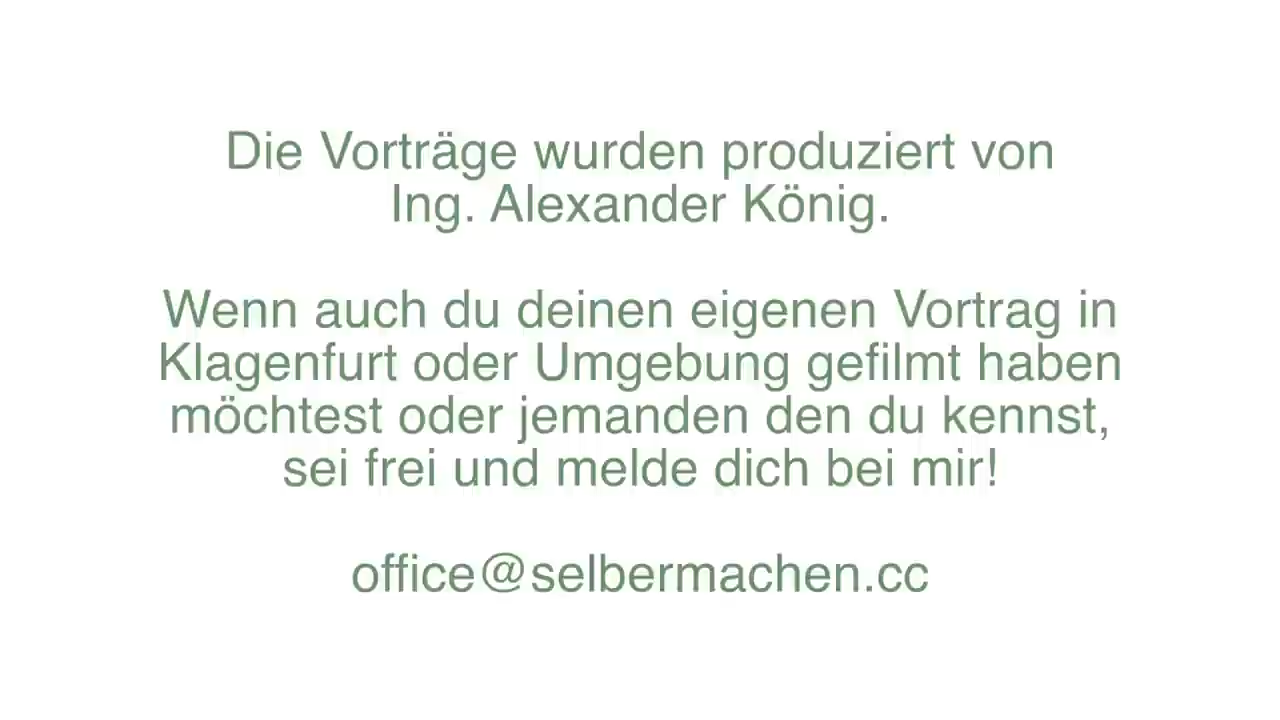 Die Vorträge wurden produziert von
Ing. Alexander König.
Wenn auch du deinen eigenen Vortrag in
Klagenfurt oder Umgebung gefilmt haben
möchtest oder jemanden den du kennst,
sei frei und melde dich bei mir!
office@selbermachen.cc